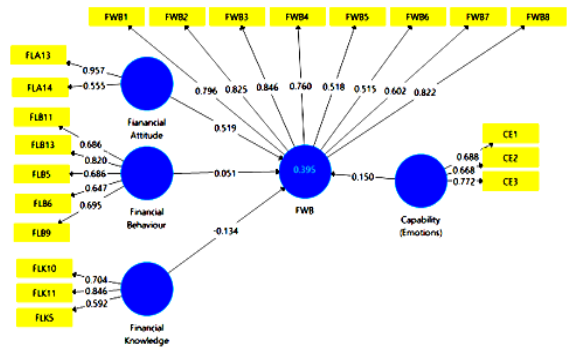 FWB1 FWB2 FWB3 FWB4 FWB5 FWB6 FWB7 FWB8
FLA13
FLA14
0.957
0.555
0.796 0.825 0.846 0.760 0.518 0.515 0.602 0.822
Fianancial
Attitude
0.519
FLB11
FLB13
FLB5
FLB6
FLB9
0.686
0.820
0.686
0.647
0.695
Financial
Behaviour
0.051
0.395
FWB
0.150
CE1
CE2
CE3
0.688
0.668
0.772
Capability
(Emotions)
-0.134
FLK10
FLK11
FLK5
0.704
0.846
0.592
Financial
Knowledge